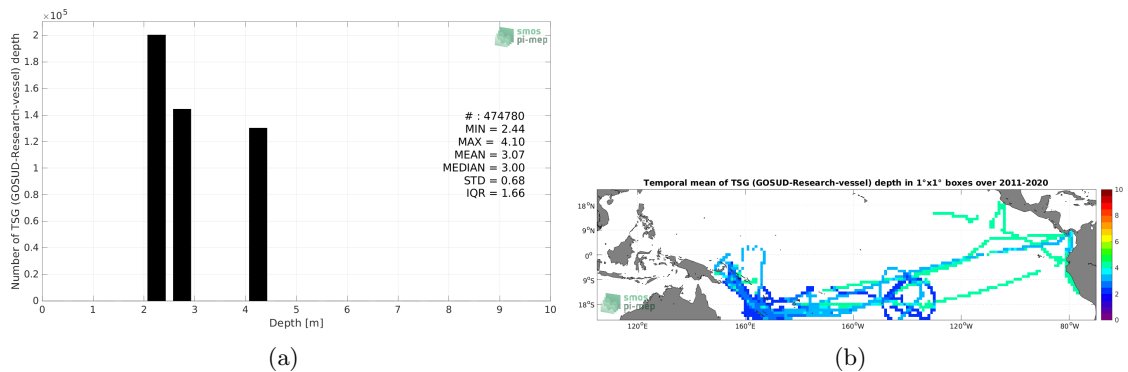 ×10⁵
2
1.8
1.6
1.4
1.2
1
0.8
0.6
0.4
0.2
0
Number of TSG (GOSUD-Research-vessel) depth
0 1 2 3 4 5 6 7 8 9 10
Depth [m]
smos
pi-mep
# : 474780
MIN = 2.44
MAX = 4.10
MEAN = 3.07
MEDIAN = 3.00
STD = 0.68
IQR = 1.66
(a)
Temporal mean of TSG (GOSUD-Research-vessel) depth in 1°x1° boxes over 2011-2020
18°N
9°N
0°
9°S
18°S
smos
pi-mep
120°E 160°E 160°W 120°W 80°W
10
8
6
4
2
0
(b)